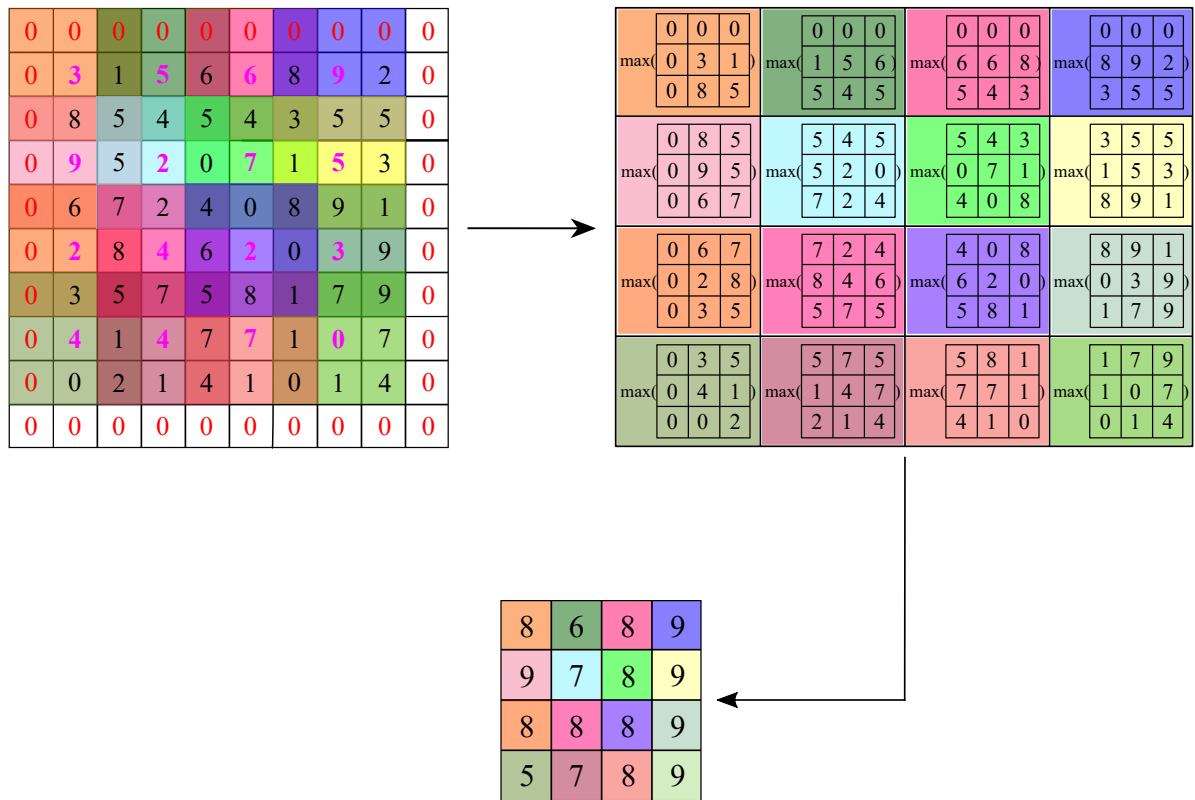 0 0 0 0 0 0 0 0 0 0
0 3 1 5 6 6 8 9 2 0
0 8 5 4 5 4 3 5 5 0
0 9 5 2 0 7 1 5 3 0
0 6 7 2 4 0 8 9 1 0
0 2 8 4 6 2 0 3 9 0
0 3 5 7 5 8 1 7 9 0
0 4 1 4 7 7 1 0 7 0
0 0 2 1 4 1 0 1 4 0
0 0 0 0 0 0 0 0 0 0
0 0 0 0 0 0 0 0 0 0 0 0
max( 0 3 1 ) max( 1 5 6 ) max( 6 6 8 ) max( 8 9 2 )
0 8 5 5 4 5 5 4 3 3 5 5
0 8 5 5 4 5 5 4 3 3 5 5
max( 0 9 5 ) max( 5 2 0 ) max( 0 7 1 ) max( 1 5 3 )
0 6 7 7 2 4 4 0 8 8 9 1
0 6 7 7 2 4 4 0 8 8 9 1
max( 0 2 8 ) max( 8 4 6 ) max( 6 2 0 ) max( 0 3 9 )
0 3 5 5 7 5 5 8 1 1 7 9
0 3 5 5 7 5 5 8 1 1 7 9
max( 0 4 1 ) max( 1 4 7 ) max( 7 7 1 ) max( 1 0 7 )
0 0 2 2 1 4 4 1 0 0 1 4
8 6 8 9
9 7 8 9
8 8 8 9
5 7 8 9